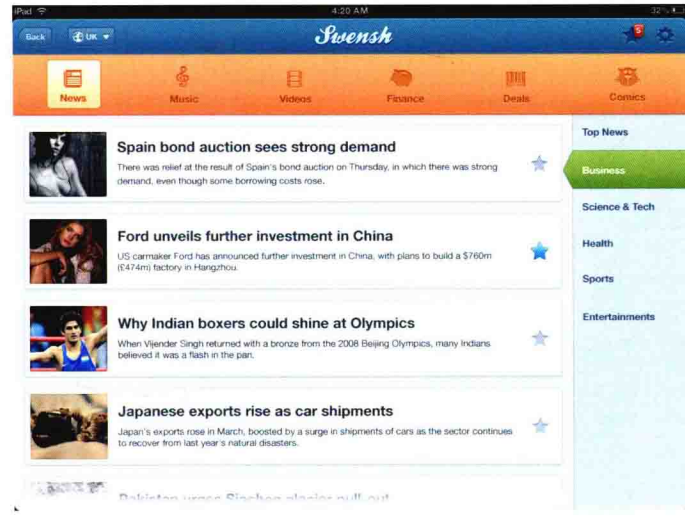 iPad 4:20 AM 32%
Back UK Swensh 5
News Music Videos Finance Deals Comics
Top News
Business
Science & Tech
Health
Sports
Entertainments
Spain bond auction sees strong demand
There was relief at the result of Spain's bond auction on Thursday, in which there was strong
demand, even though some borrowing costs rose.
Ford unveils further investment in China
US carmaker Ford has announced further investment in China, with plans to build a $760m
(£474m) factory in Hangzhou.
Why Indian boxers could shine at Olympics
When Vijender Singh returned with a bronze from the 2008 Beijing Olympics, many Indians
believed it was a flash in the pan.
Japanese exports rise as car shipments
Japan's exports rose in March, boosted by a surge in shipments of cars as the sector continues
to recover from last year's natural disasters.
Pakistan urges Siachen glacier pull-out